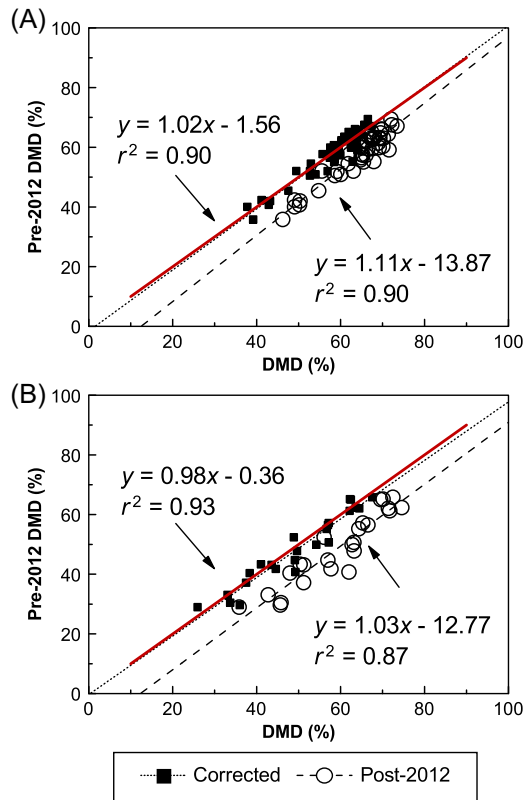 (A)
100
80
60
40
20
0
Pre-2012 DMD (%)
y = 1.02x - 1.56
r² = 0.90
y = 1.11x - 13.87
r² = 0.90
0 20 40 60 80 100
DMD (%)
(B)
100
80
60
40
20
0
Pre-2012 DMD (%)
y = 0.98x - 0.36
r² = 0.93
y = 1.03x - 12.77
r² = 0.87
0 20 40 60 80 100
DMD (%)
Corrected Post-2012